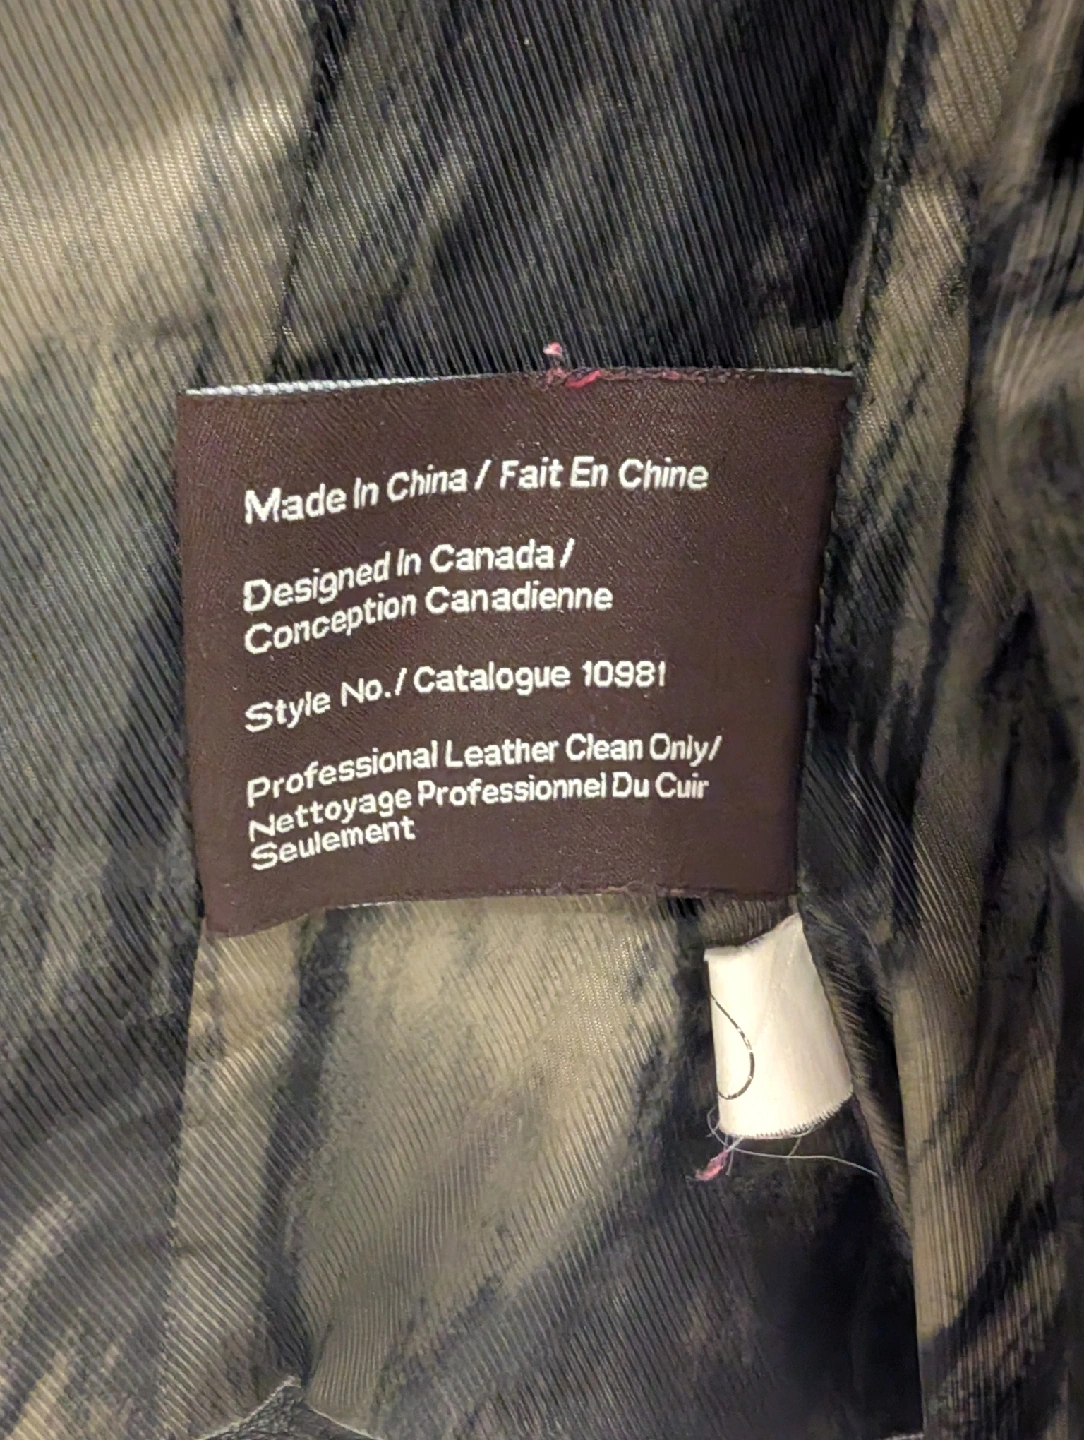 Made In China / Fait En Chine
Designed In Canada /
Conception Canadienne
Style No./ Catalogue 10981
Professional Leather Clean Only/
Nettoyage Professionnel Du Cuir
Seulement